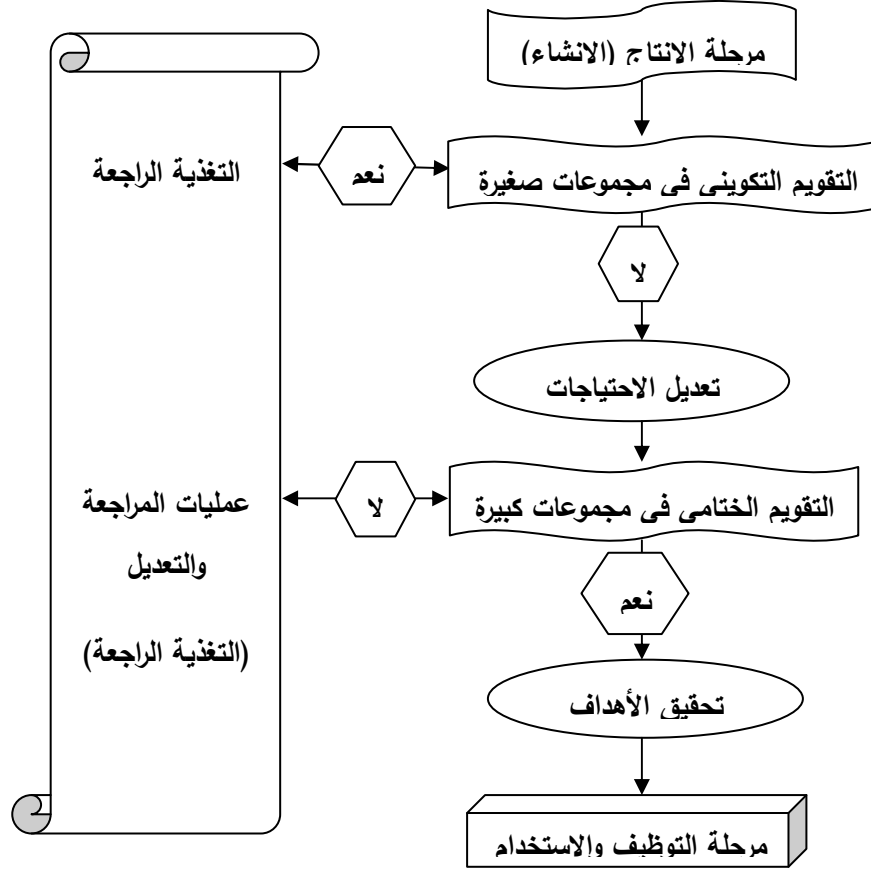 مرحلة الانتاج (الانشاء)
التقويم التكوينى فى مجموعات صغيرة
نعم
التغذية الراجعة
لا
تعديل الاحتياجات
التقويم الختامى فى مجموعات كبيرة
لا
عمليات المراجعة
والتعديل
(التغذية الراجعة)
نعم
تحقيق الأهداف
مرحلة التوظيف والاستخدام